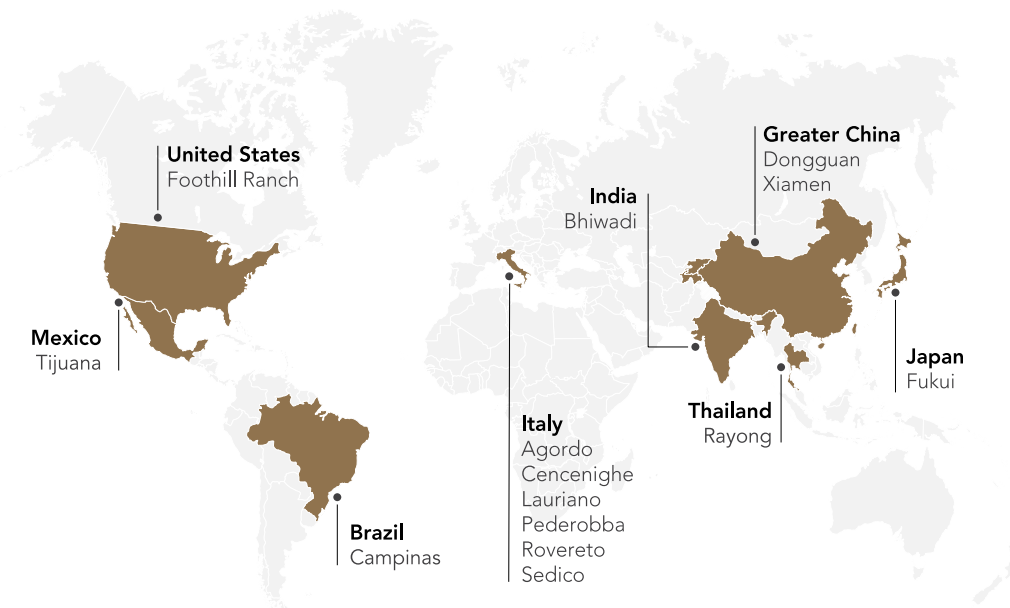 United States
Foothill Ranch
Mexico
Tijuana
Brazil
Campinas
Italy
Agordo
Cencenighe
Lauriano
Pederobba
Rovereto
Sedico
India
Bhiwadi
Greater China
Dongguan
Xiamen
Thailand
Rayong
Japan
Fukui